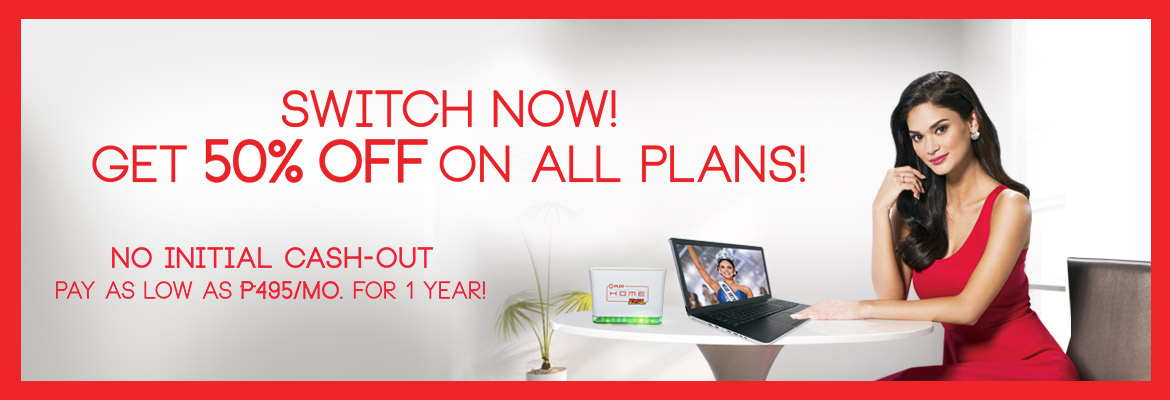 SWITCH NOW!
GET 50% OFF ON ALL PLANS!
NO INITIAL CASH-OUT
PAY AS LOW AS ₱495/MO. FOR 1 YEAR!
PLDT
HOME